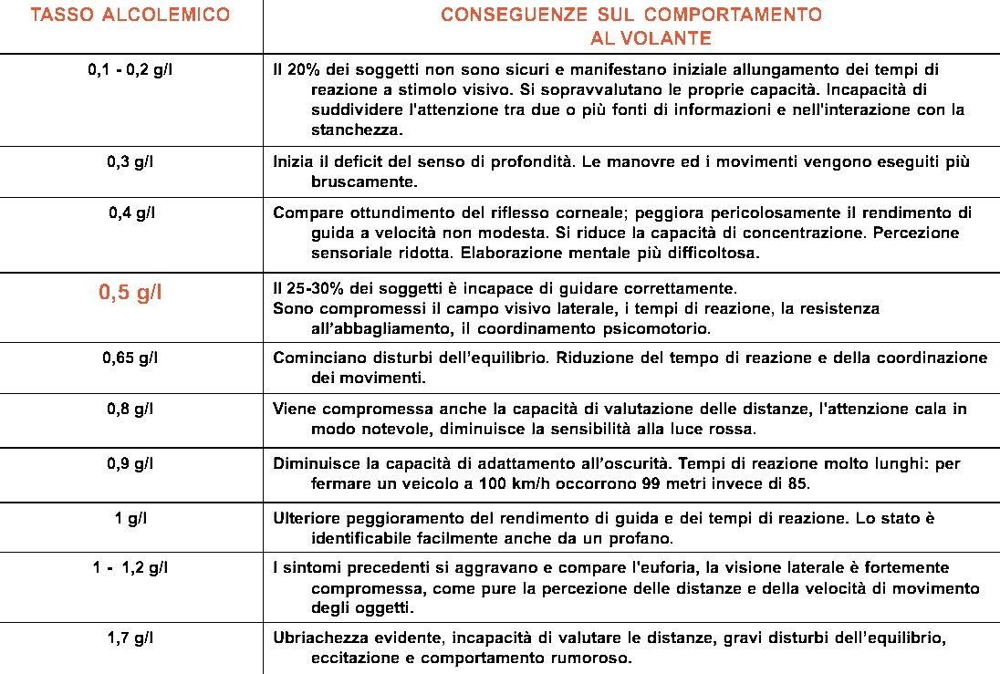 TASSO ALCOLEMICO
CONSEGUENZE SUL COMPORTAMENTO
AL VOLANTE
0,1 - 0,2 g/l
Il 20% dei soggetti non sono sicuri e manifestano iniziale allungamento dei tempi di
reazione a stimolo visivo. Si sopravvalutano le proprie capacità. Incapacità di
suddividere l'attenzione tra due o più fonti di informazioni e nell'interazione con la
stanchezza.
0,3 g/l
Inizia il deficit del senso di profondità. Le manovre ed i movimenti vengono eseguiti più
bruscamente.
0,4 g/l
Compare ottundimento del riflesso corneale; peggiora pericolosamente il rendimento di
guida a velocità non modesta. Si riduce la capacità di concentrazione. Percezione
sensoriale ridotta. Elaborazione mentale più difficoltosa.
0,5 g/l
Il 25-30% dei soggetti è incapace di guidare correttamente.
Sono compromessi il campo visivo laterale, i tempi di reazione, la resistenza
all'abbagliamento, il coordinamento psicomotorio.
0,65 g/l
Cominciano disturbi dell'equilibrio. Riduzione del tempo di reazione e della coordinazione
dei movimenti.
0,8 g/l
Viene compromessa anche la capacità di valutazione delle distanze, l'attenzione cala in
modo notevole, diminuisce la sensibilità alla luce rossa.
0,9 g/l
Diminuisce la capacità di adattamento all'oscurità. Tempi di reazione molto lunghi: per
fermare un veicolo a 100 km/h occorrono 99 metri invece di 85.
1 g/l
Ulteriore peggioramento del rendimento di guida e dei tempi di reazione. Lo stato è
identificabile facilmente anche da un profano.
1 - 1,2 g/l
I sintomi precedenti si aggravano e compare l'euforia, la visione laterale è fortemente
compromessa, come pure la percezione delle distanze e della velocità di movimento
degli oggetti.
1,7 g/l
Ubriachezza evidente, incapacità di valutare le distanze, gravi disturbi dell'equilibrio,
eccitazione e comportamento rumoroso.